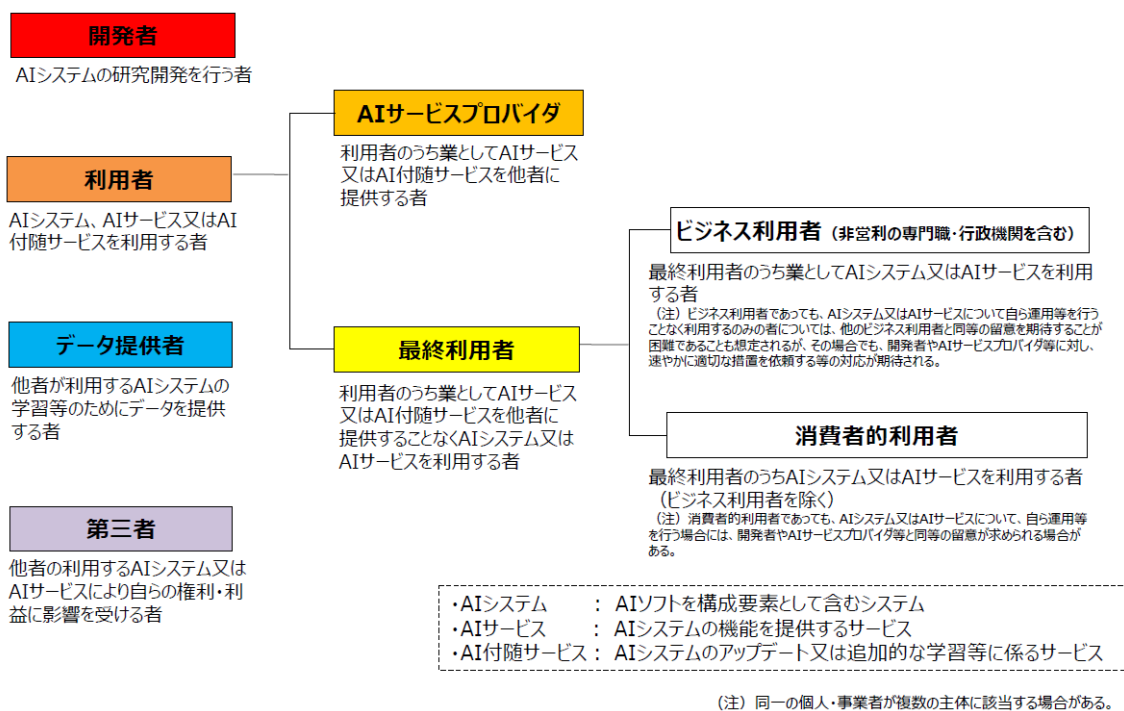 開発者
AIシステムの研究開発を行う者
利用者
AIシステム、AIサービス又はAI
付随サービスを利用する者
データ提供者
他者が利用するAIシステムの
学習等のためにデータを提供
する者
第三者
他者の利用するAIシステム又は
AIサービスにより自らの権利・利
益に影響を受ける者
AIサービスプロバイダ
利用者のうち業としてAIサービス
又はAI付随サービスを他者に
提供する者
最終利用者
利用者のうち業としてAIサービス
又はAI付随サービスを他者に
提供することなくAIシステム又は
AIサービスを利用する者
ビジネス利用者（非営利の専門職・行政機関を含む）
最終利用者のうち業としてAIシステム又はAIサービスを利用
する者
（注）ビジネス利用者であっても、AIシステム又はAIサービスについて自ら運用等を行う
ことなく利用するのみの者については、他のビジネス利用者と同等の留意を期待することが
困難であることも想定されるが、その場合でも、開発者やAIサービスプロバイダ等に対し、
速やかに適切な措置を依頼する等の対応が期待される。
消費者的利用者
最終利用者のうちAIシステム又はAIサービスを利用する者
（ビジネス利用者を除く）
（注）消費者的利用者であっても、AIシステム又はAIサービスについて、自ら運用等
を行う場合には、開発者やAIサービスプロバイダ等と同等の留意が求められる場合が
ある。
・AIシステム ： AIソフトを構成要素として含むシステム
・AIサービス ： AIシステムの機能を提供するサービス
・AI付随サービス： AIシステムのアップデート又は追加的な学習等に係るサービス
（注）同一の個人・事業者が複数の主体に該当する場合がある。